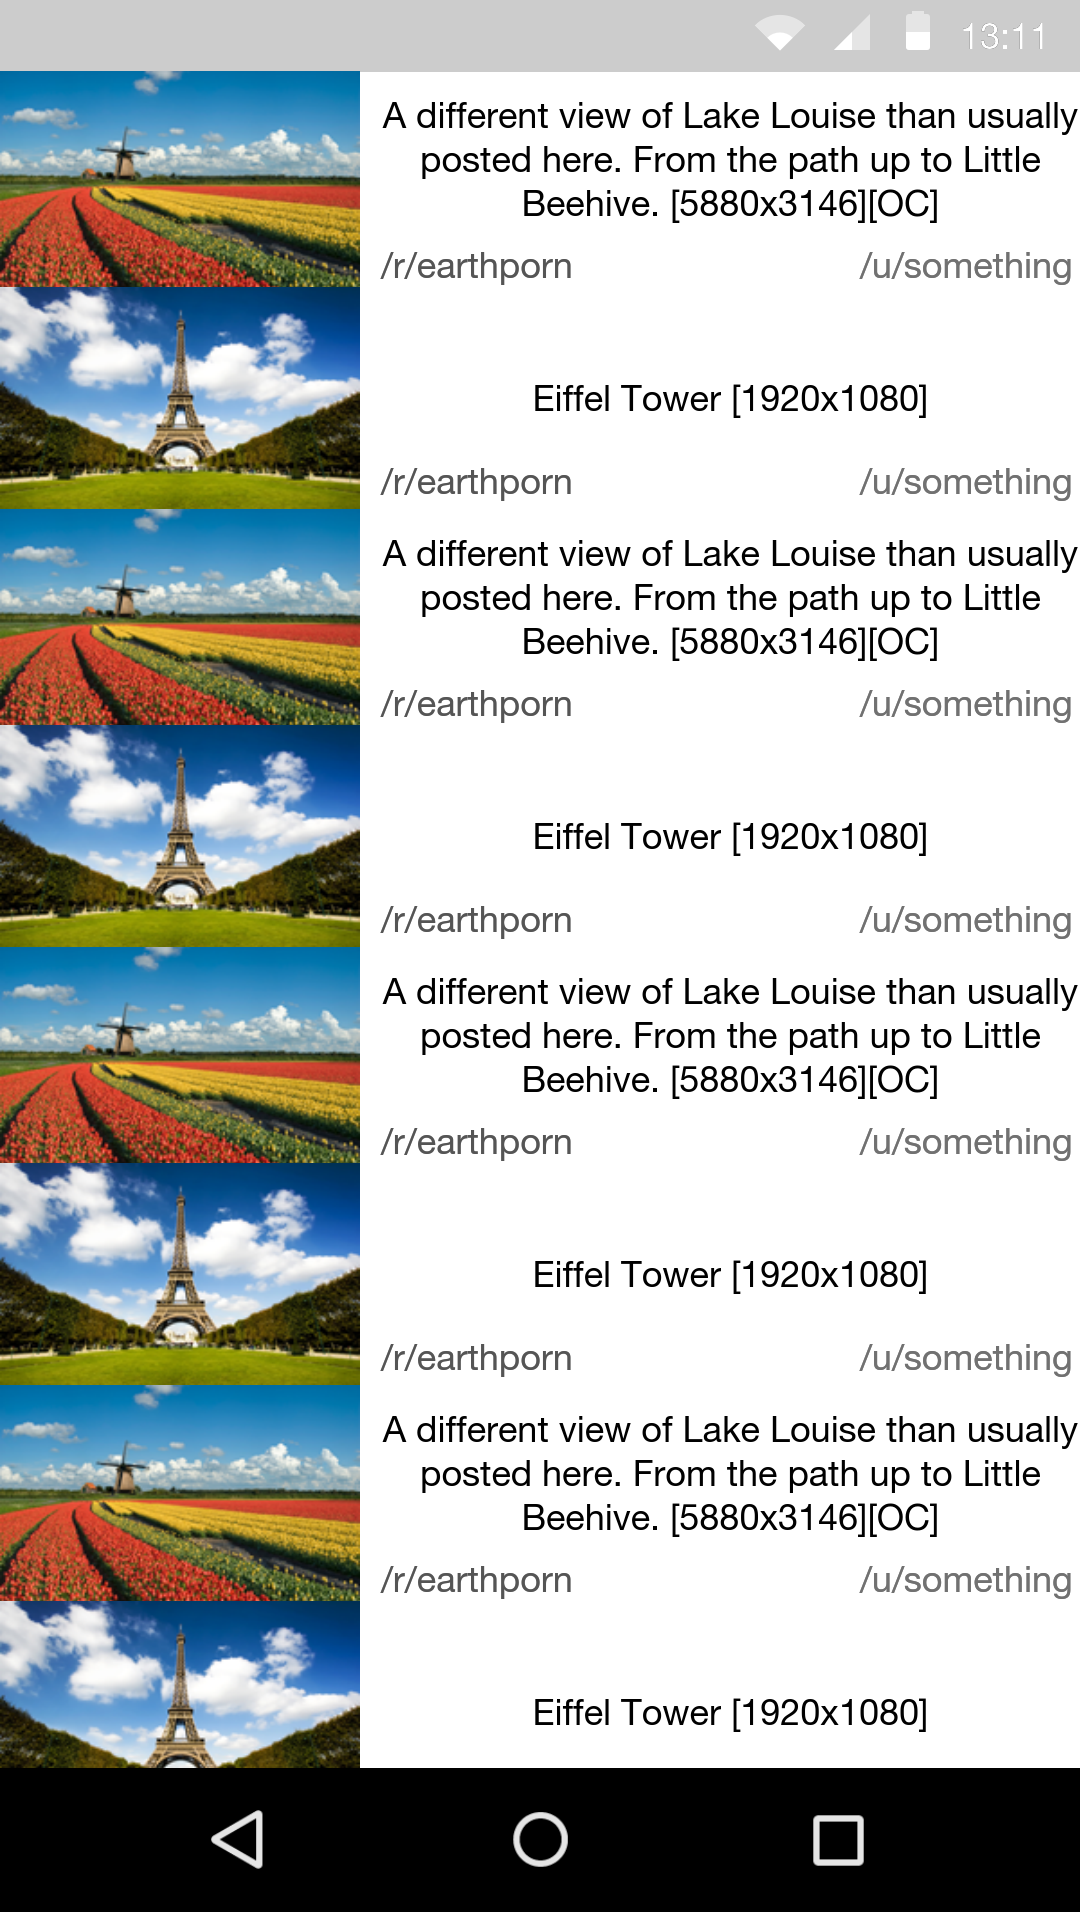 13:11
A different view of Lake Louise than usually
posted here. From the path up to Little
Beehive. [5880x3146][OC]
/r/earthporn /u/something
Eiffel Tower [1920x1080]
/r/earthporn /u/something
A different view of Lake Louise than usually
posted here. From the path up to Little
Beehive. [5880x3146][OC]
/r/earthporn /u/something
Eiffel Tower [1920x1080]
/r/earthporn /u/something
A different view of Lake Louise than usually
posted here. From the path up to Little
Beehive. [5880x3146][OC]
/r/earthporn /u/something
Eiffel Tower [1920x1080]
/r/earthporn /u/something
A different view of Lake Louise than usually
posted here. From the path up to Little
Beehive. [5880x3146][OC]
/r/earthporn /u/something
Eiffel Tower [1920x1080]